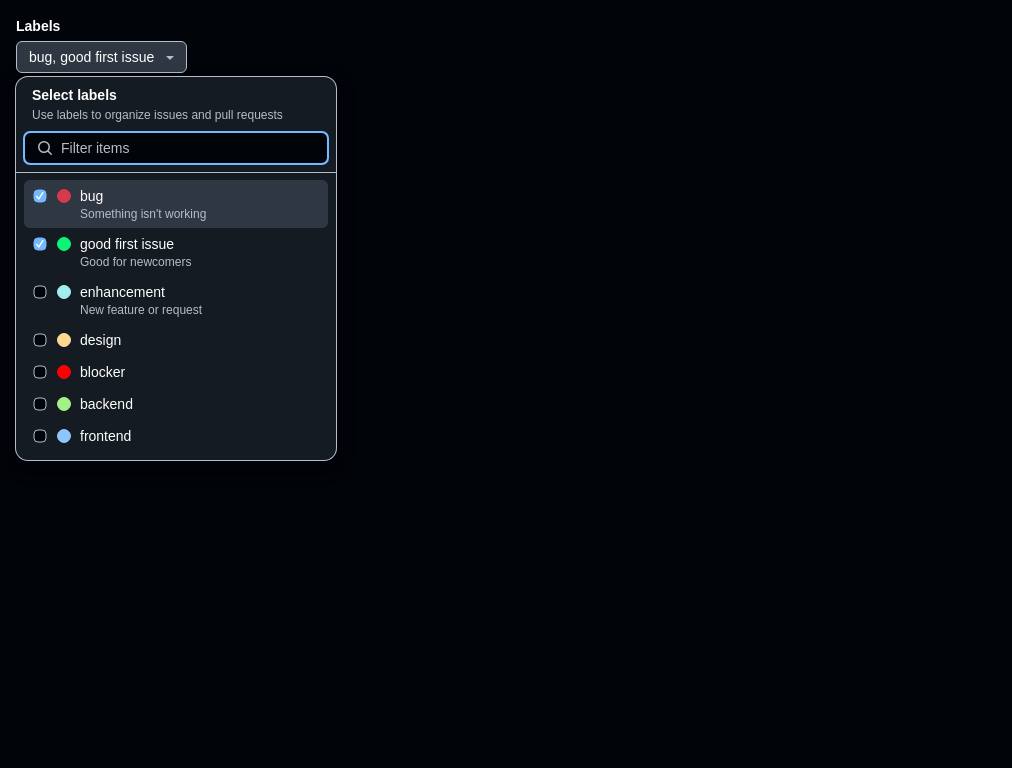 Labels
bug, good first issue
Select labels
Use labels to organize issues and pull requests
Filter items
bug
Something isn't working
good first issue
Good for newcomers
enhancement
New feature or request
design
blocker
backend
frontend